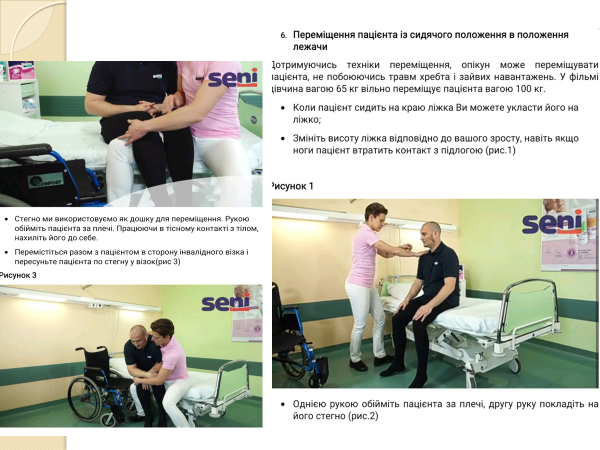 seni
• Стегно ми використовуємо як дошку для переміщення. Рукою
обійміть пацієнта за плечі. Працюючи в тісному контакті з тілом,
нахиліть його до себе.
• Перемістіться разом з пацієнтом в сторону інвалідного візка і
пересуньте пацієнта по стегну у візок(рис 3)
Рисунок 3
seni
6. Переміщення пацієнта із сидячого положення в положення
лежачи
Дотримуючись техніки переміщення, опікун може переміщувати
пацієнта, не побоюючись травм хребта і зайвих навантажень. У фільмі
дівчина вагою 65 кг вільно переміщує пацієнта вагою 100 кг.
• Коли пацієнт сидить на краю ліжка Ви можете укласти його на
ліжко;
• Змініть висоту ліжка відповідно до вашого зросту, навіть якщо
ноги пацієнт втратить контакт з підлогою (рис.1)
Рисунок 1
seni
• Однією рукою обійміть пацієнта за плечі, другу руку покладіть на
його стегно (рис.2)